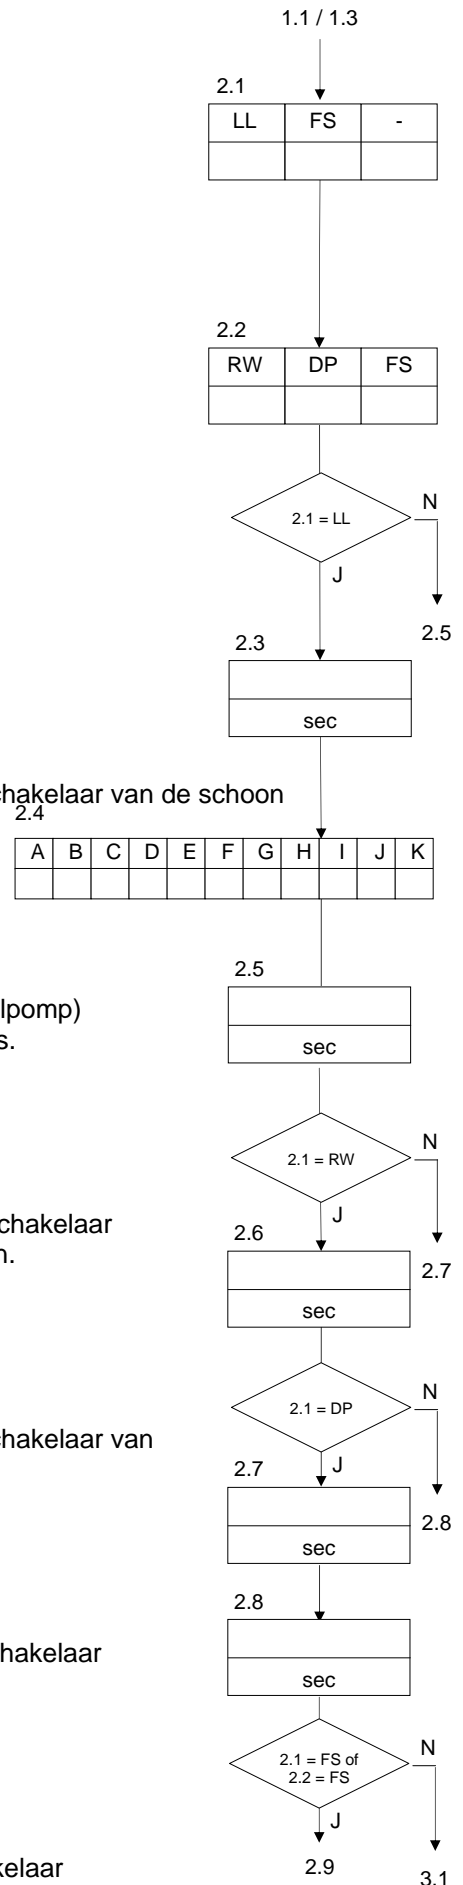 1.1 / 1.3
2.1
LL FS -
2.2
RW DP FS
2.1 = LL
N
J
2.5
2.3
sec
chakelaar van de schoon
2.4
A B C D E F G H I J K
2.5
lpomp)
s.
sec
2.1 = RW
N
J
chakelaar
2.6
n.
2.7
sec
2.1 = DP
N
chakelaar van
J
2.7
2.8
sec
2.8
hakelaar
sec
2.1 = FS of
2.2 = FS
N
J
2.9
kelaar
3.1